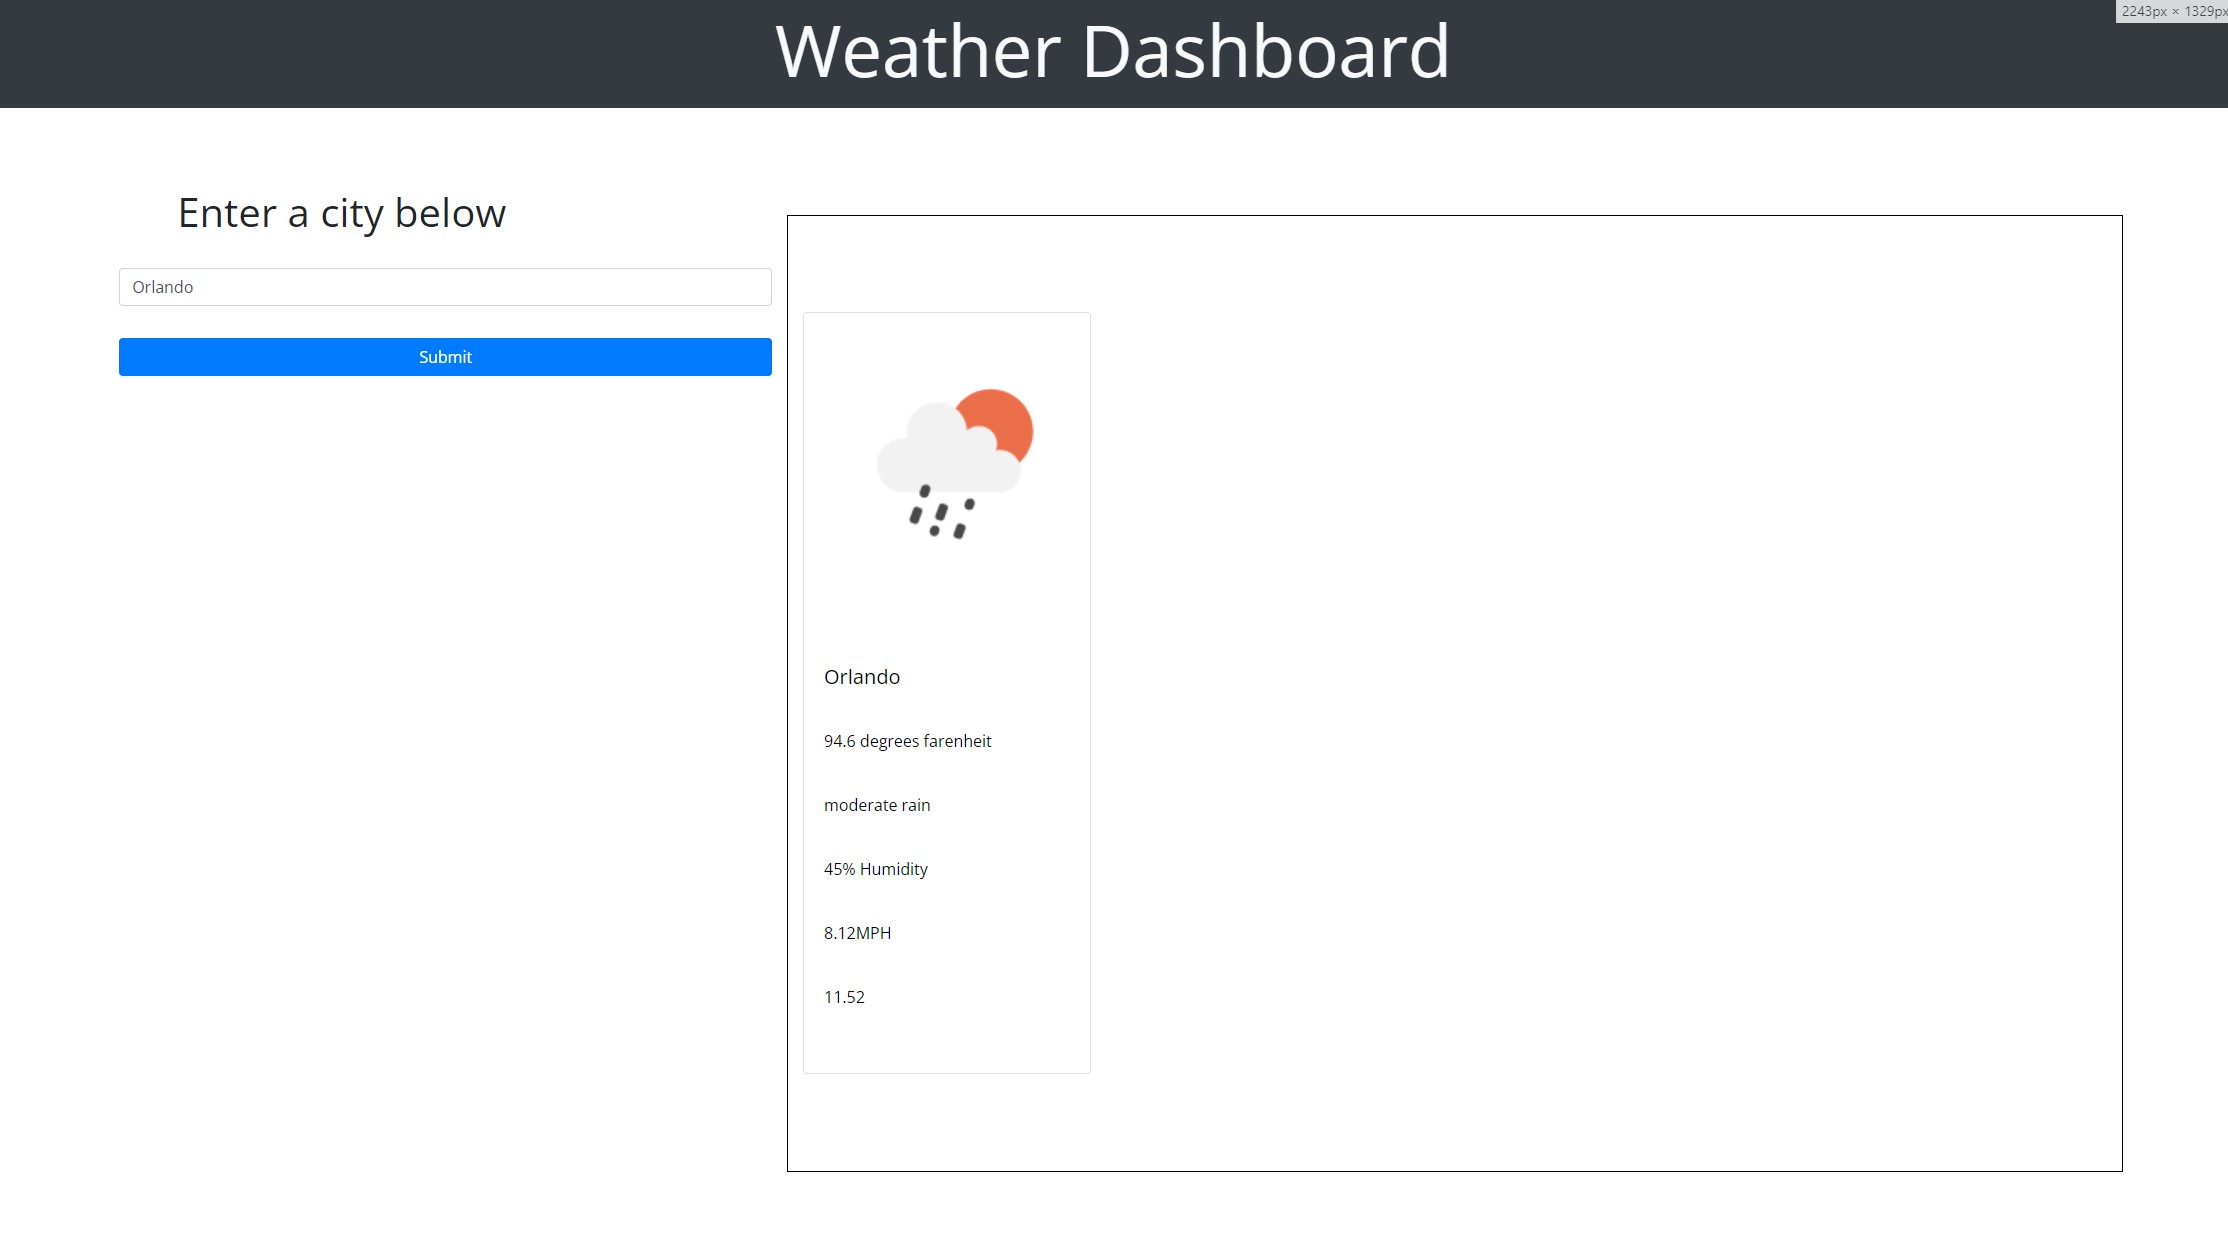 Weather Dashboard
2243px × 1329px
Enter a city below
Orlando
Submit
Orlando
94.6 degrees farenheit
moderate rain
45% Humidity
8.12MPH
11.52